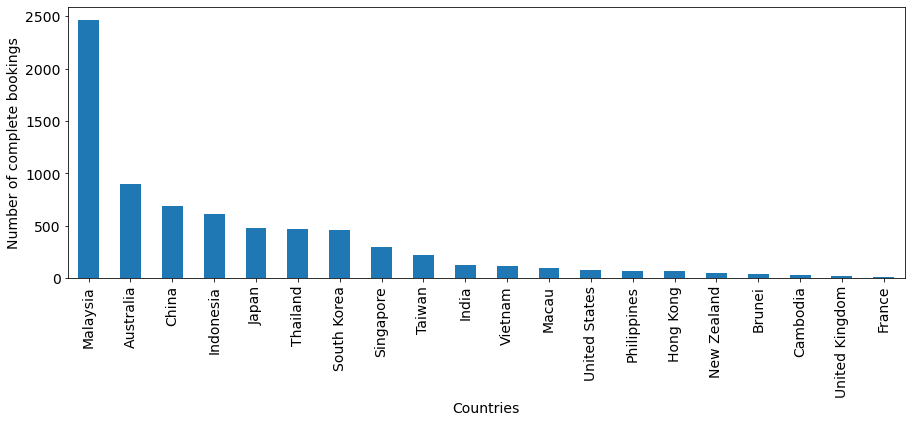 2500
2000
1500
1000
500
0
Number of complete bookings
Malaysia
Australia
China
Indonesia
Japan
Thailand
South Korea
Singapore
Taiwan
India
Vietnam
Macau
United States
Philippines
Hong Kong
New Zealand
Brunei
Cambodia
United Kingdom
France
Countries